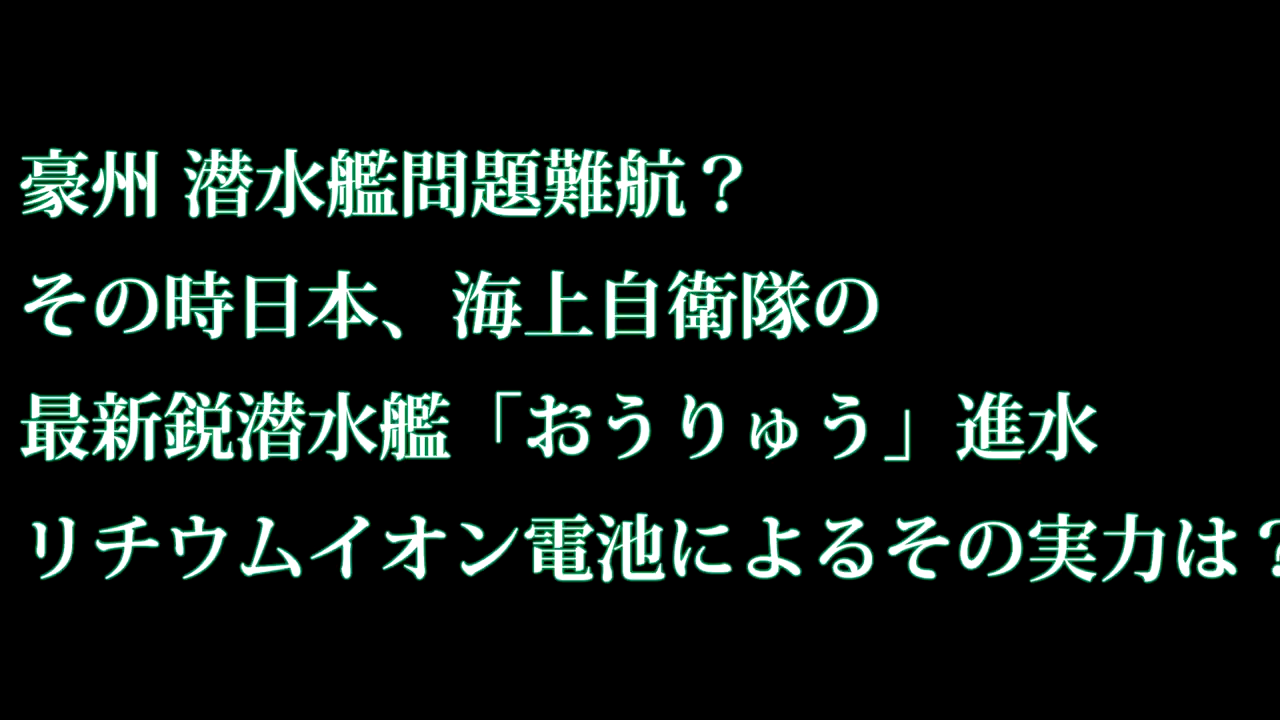 豪州 潜水艦問題難航？
その時日本、海上自衛隊の
最新鋭潜水艦「おうりゅう」進水
リチウムイオン電池によるその実力は？